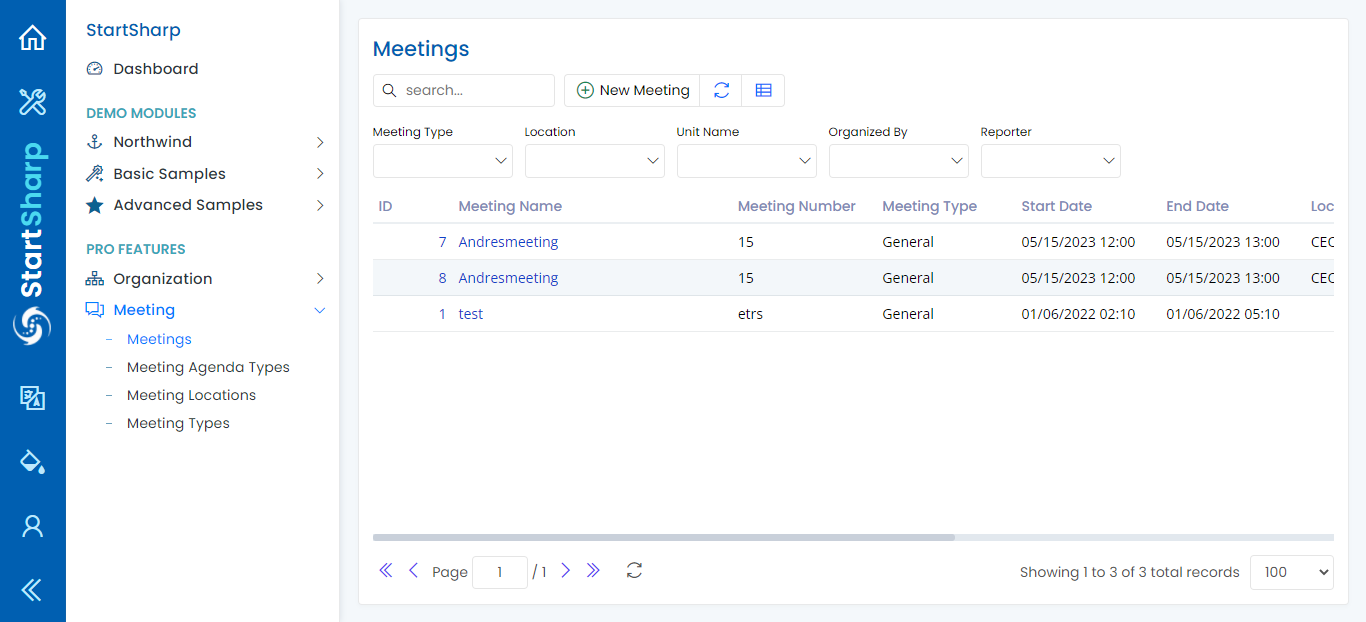 StartSharp
StartSharp
Dashboard
DEMO MODULES
Northwind
Basic Samples
Advanced Samples
PRO FEATURES
Organization
Meeting
– Meetings
– Meeting Agenda Types
– Meeting Locations
– Meeting Types
Meetings
search...
New Meeting
Meeting Type Location Unit Name Organized By Reporter
ID Meeting Name Meeting Number Meeting Type Start Date End Date Loc
7 Andresmeeting 15 General 05/15/2023 12:00 05/15/2023 13:00 CEC
8 Andresmeeting 15 General 05/15/2023 12:00 05/15/2023 13:00 CEC
1 test etrs General 01/06/2022 02:10 01/06/2022 05:10
Page 1 / 1 Showing 1 to 3 of 3 total records 100